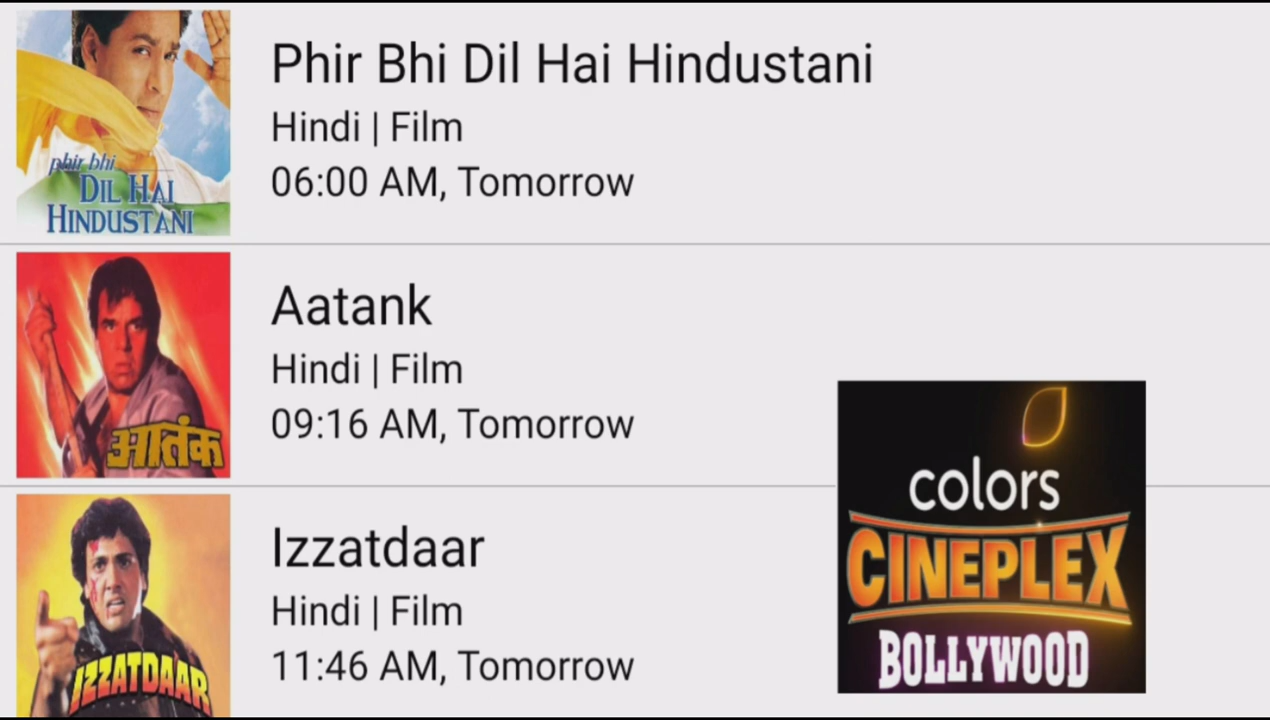 phir bhi
DIL HAI
HINDUSTANI
Phir Bhi Dil Hai Hindustani
Hindi | Film
06:00 AM, Tomorrow
आतंक
Aatank
Hindi | Film
09:16 AM, Tomorrow
IZZATDAAR
Izzatdaar
Hindi | Film
11:46 AM, Tomorrow
colors
CINEPLEX
BOLLYWOOD